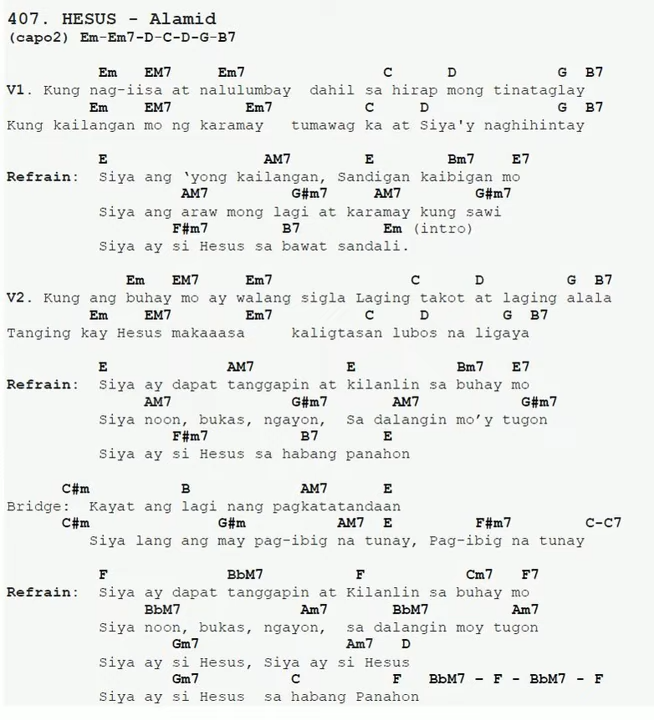 407. HESUS - Alamid
(capo2) Em-Em7-D-C-D-G-B7
Em EM7 Em7 C D G B7
V1. Kung nag-iisa at nalulumbay dahil sa hirap mong tinataglay
Em EM7 Em7 C D G B7
Kung kailangan mo ng karamay tumawag ka at Siya'y naghihintay
E AM7 E Bm7 E7
Refrain: Siya ang ‘yong kailangan, Sandigan kaibigan mo
AM7 G#m7 AM7 G#m7
Siya ang araw mong lagi at karamay kung sawi
F#m7 B7 Em (intro)
Siya ay si Hesus sa bawat sandali.
Em EM7 Em7 C D G B7
V2. Kung ang buhay mo ay walang sigla Laging takot at laging alala
Em EM7 Em7 C D G B7
Tanging kay Hesus makaaasa kaligtasan lubos na ligaya
E AM7 E Bm7 E7
Refrain: Siya ay dapat tanggapin at kilanlin sa buhay mo
AM7 G#m7 AM7 G#m7
Siya noon, bukas, ngayon, Sa dalangin mo’y tugon
F#m7 B7 E
Siya ay si Hesus sa habang panahon
C#m B AM7 E
Bridge: Kayat ang lagi nang pagkatatandaan
C#m G#m AM7 E F#m7 C-C7
Siya lang ang may pag-ibig na tunay, Pag-ibig na tunay
F BbM7 F Cm7 F7
Refrain: Siya ay dapat tanggapin at Kilanlin sa buhay mo
BbM7 Am7 BbM7 Am7
Siya noon, bukas, ngayon, sa dalangin moy tugon
Gm7 Am7 D
Siya ay si Hesus, Siya ay si Hesus
Gm7 C F BbM7 – F - BbM7 - F
Siya ay si Hesus sa habang Panahon